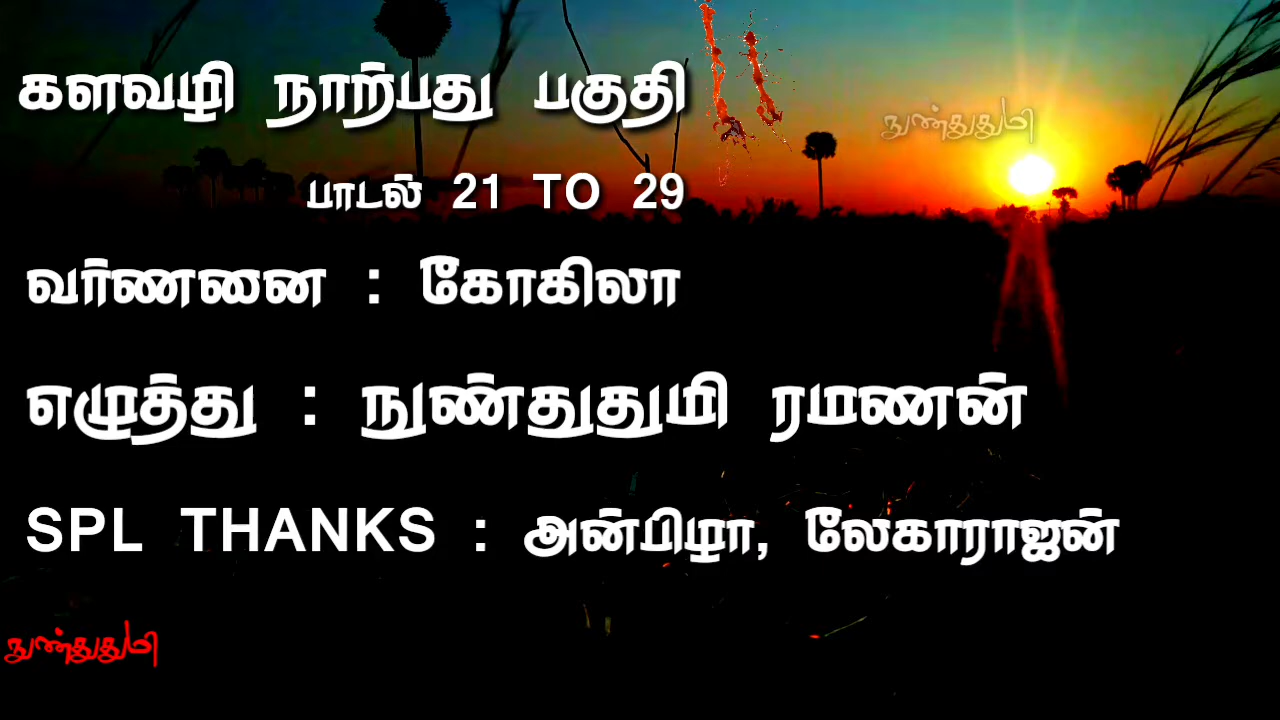 களவழி நாற்பது பகுதி
நுண்துதுமி
பாடல் 21 TO 29
வர்ணனை : கோகிலா
எழுத்து : நுண்துதுமி ரமணன்
SPL THANKS : அன்பிழா, லேகாராஜன்
நுண்துதுமி